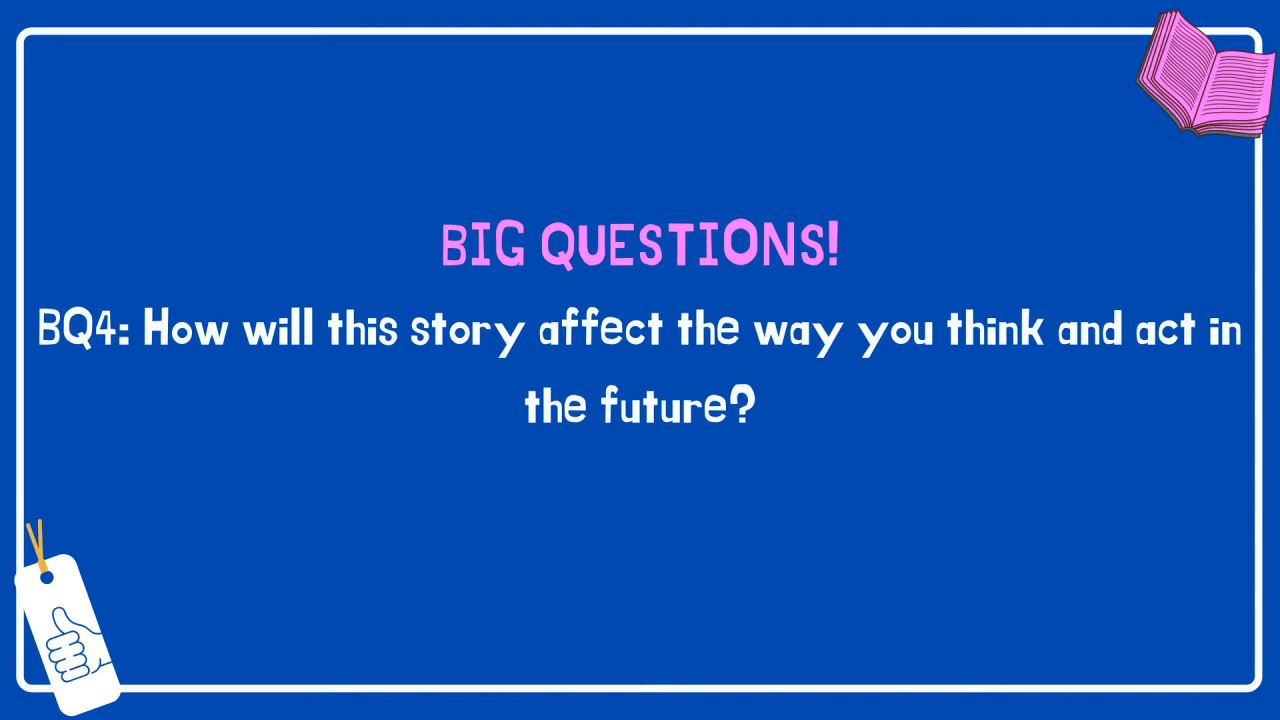 BIG QUESTIONS!
BQ4: How will this story affect the way you think and act in
the future?